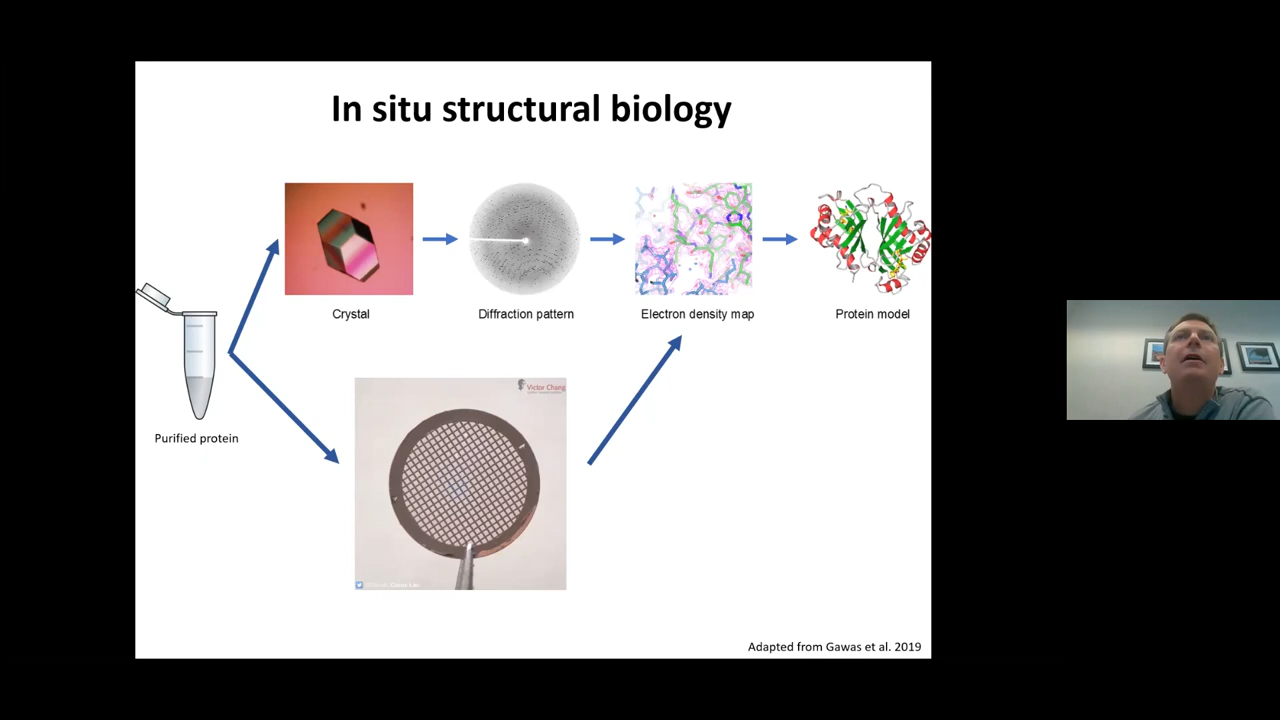 In situ structural biology
Crystal
Diffraction pattern
Electron density map
Protein model
Purified protein
Victor Chang
Adapted from Gawas et al. 2019